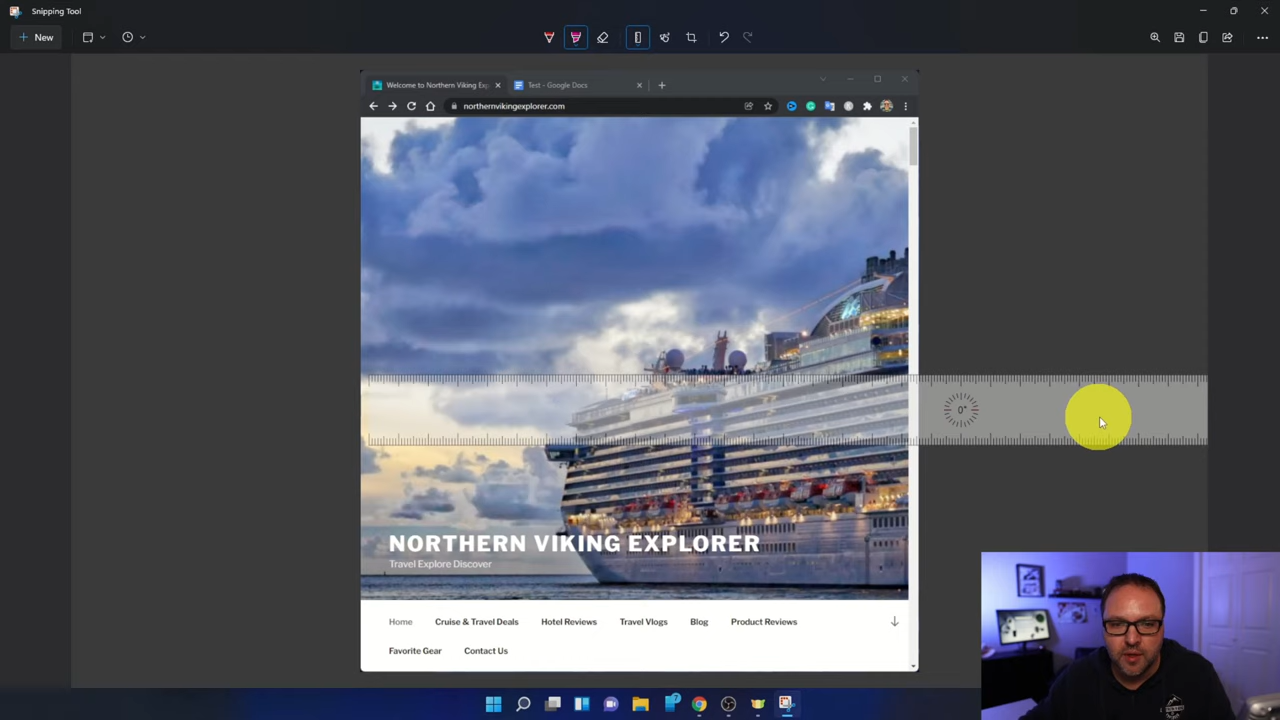 Snipping Tool
New
Welcome to Northern Viking Exp
Test - Google Docs
northernvikingexplorer.com
0°
NORTHERN VIKING EXPLORER
Travel Explore Discover
Home Cruise & Travel Deals Hotel Reviews Travel Vlogs Blog Product Reviews
Favorite Gear Contact Us
7